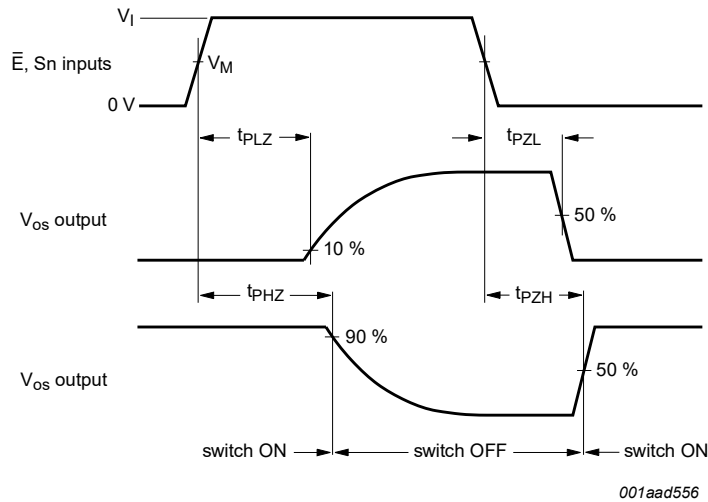 V_I
E̅, Sn inputs
V_M
0 V
t_PLZ
t_PZL
V_os output
50 %
10 %
t_PHZ
t_PZH
90 %
V_os output
50 %
switch ON
switch OFF
switch ON
001aad556